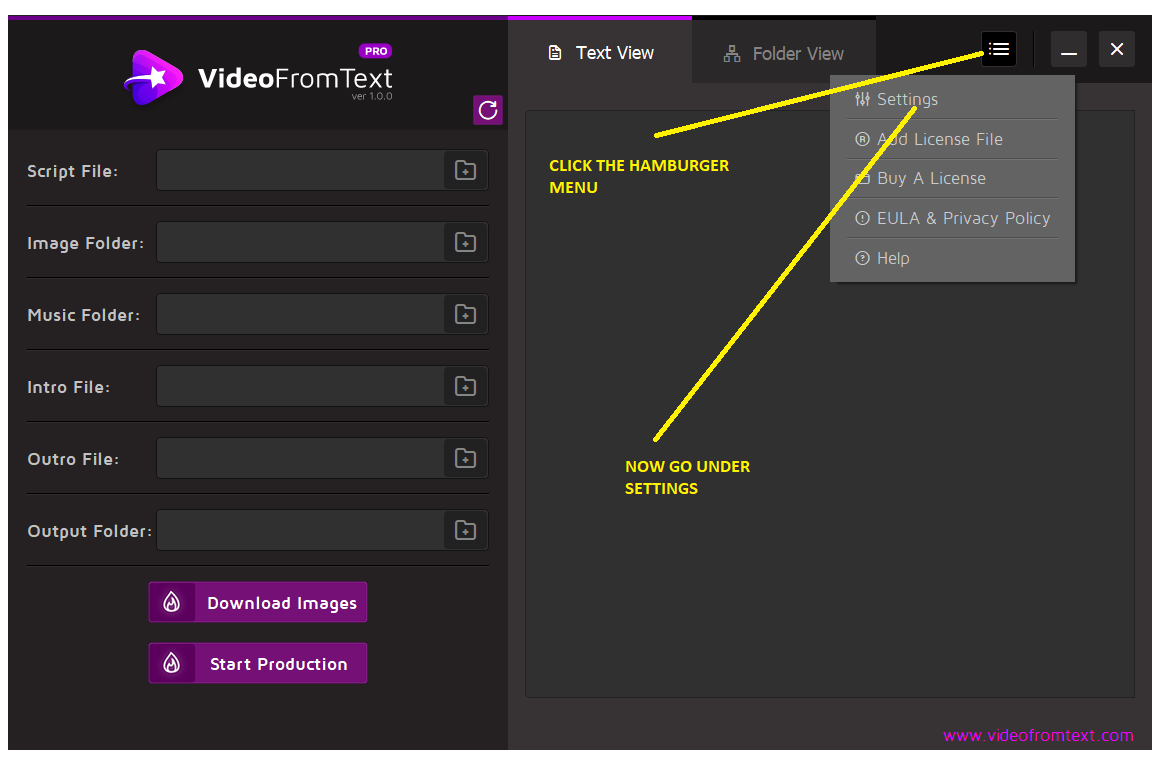 PRO
VideoFromText
ver 1.0.0
Text View
Folder View
Settings
Add License File
Buy A License
EULA & Privacy Policy
Help
CLICK THE HAMBURGER
MENU
NOW GO UNDER
SETTINGS
Script File:
Image Folder:
Music Folder:
Intro File:
Outro File:
Output Folder:
Download Images
Start Production
www.videofromtext.com